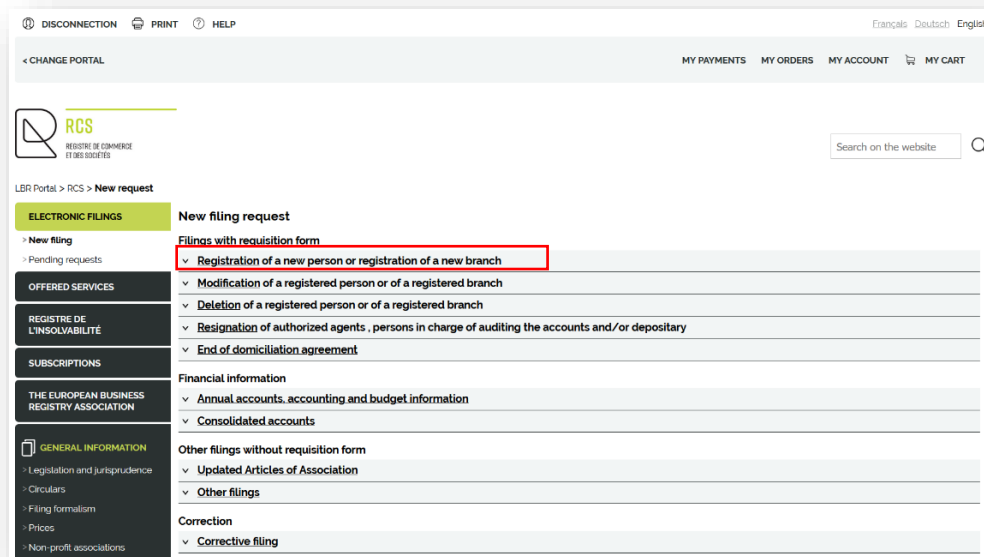 DISCONNECTION PRINT HELP Français Deutsch English
< CHANGE PORTAL MY PAYMENTS MY ORDERS MY ACCOUNT MY CART
RCS
REGISTRE DE COMMERCE
ET DES SOCIÉTÉS
Search on the website
LBR Portal > RCS > New request
ELECTRONIC FILINGS
> New filing
> Pending requests
OFFERED SERVICES
REGISTRE DE
L'INSOLVABILITÉ
SUBSCRIPTIONS
THE EUROPEAN BUSINESS
REGISTRY ASSOCIATION
GENERAL INFORMATION
> Legislation and jurisprudence
> Circulars
> Filing formalism
> Prices
> Non-profit associations
New filing request
Filings with requisition form
Registration of a new person or registration of a new branch
Modification of a registered person or of a registered branch
Deletion of a registered person or of a registered branch
Resignation of authorized agents , persons in charge of auditing the accounts and/or depositary
End of domiciliation agreement
Financial information
Annual accounts, accounting and budget information
Consolidated accounts
Other filings without requisition form
Updated Articles of Association
Other filings
Correction
Corrective filing